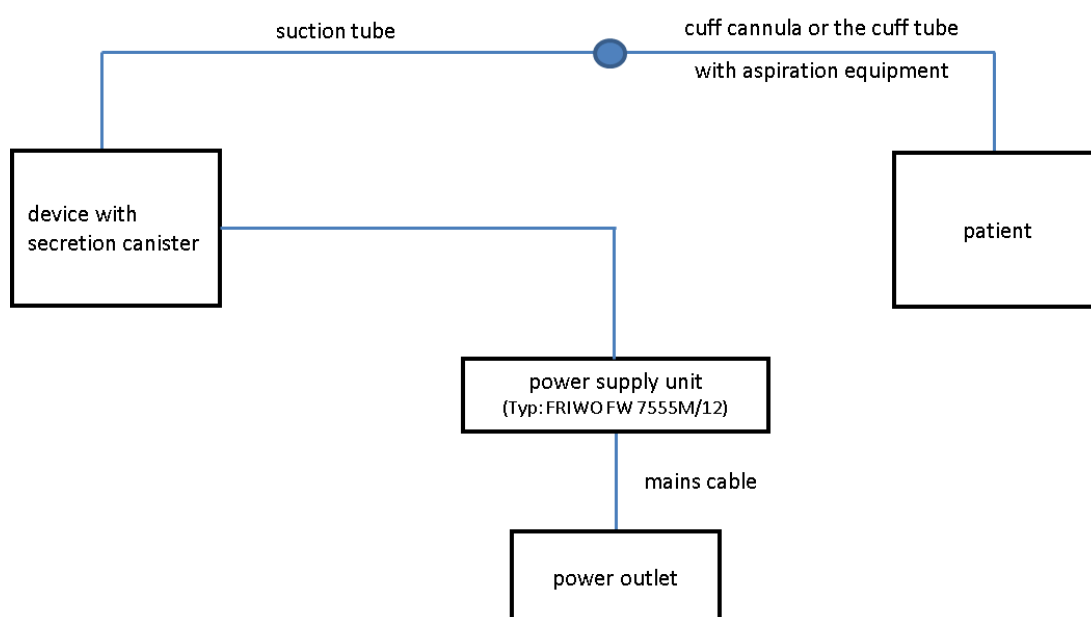 suction tube
cuff cannula or the cuff tube
with aspiration equipment
device with
secretion canister
patient
power supply unit
(Typ: FRIWO FW 7555M/12)
mains cable
power outlet